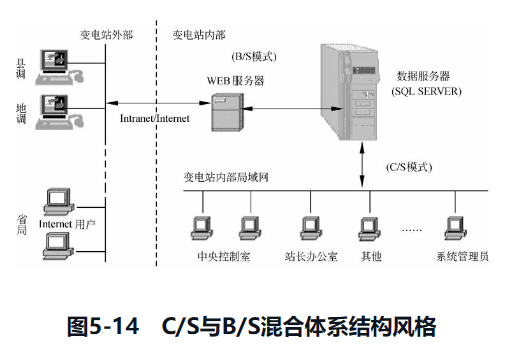 变电站外部
变电站内部
(B/S模式)
县调
WEB 服务器
数据服务器
(SQL SERVER)
地调
Intranet/Internet
(C/S模式)
变电站内部局域网
省局
Internet 用户
……
中央控制室
站长办公室
其他
系统管理员
图5-14 C/S与B/S混合体系结构风格